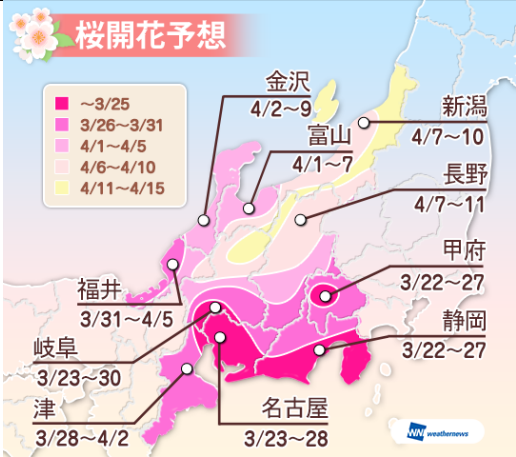 桜開花予想
～3/25
3/26～3/31
4/1～4/5
4/6～4/10
4/11～4/15
金沢
4/2～9
富山
4/1～7
新潟
4/7～10
長野
4/7～11
甲府
3/22～27
静岡
3/22～27
福井
3/31～4/5
岐阜
3/23～30
津
3/28～4/2
名古屋
3/23～28
WNI weathernews